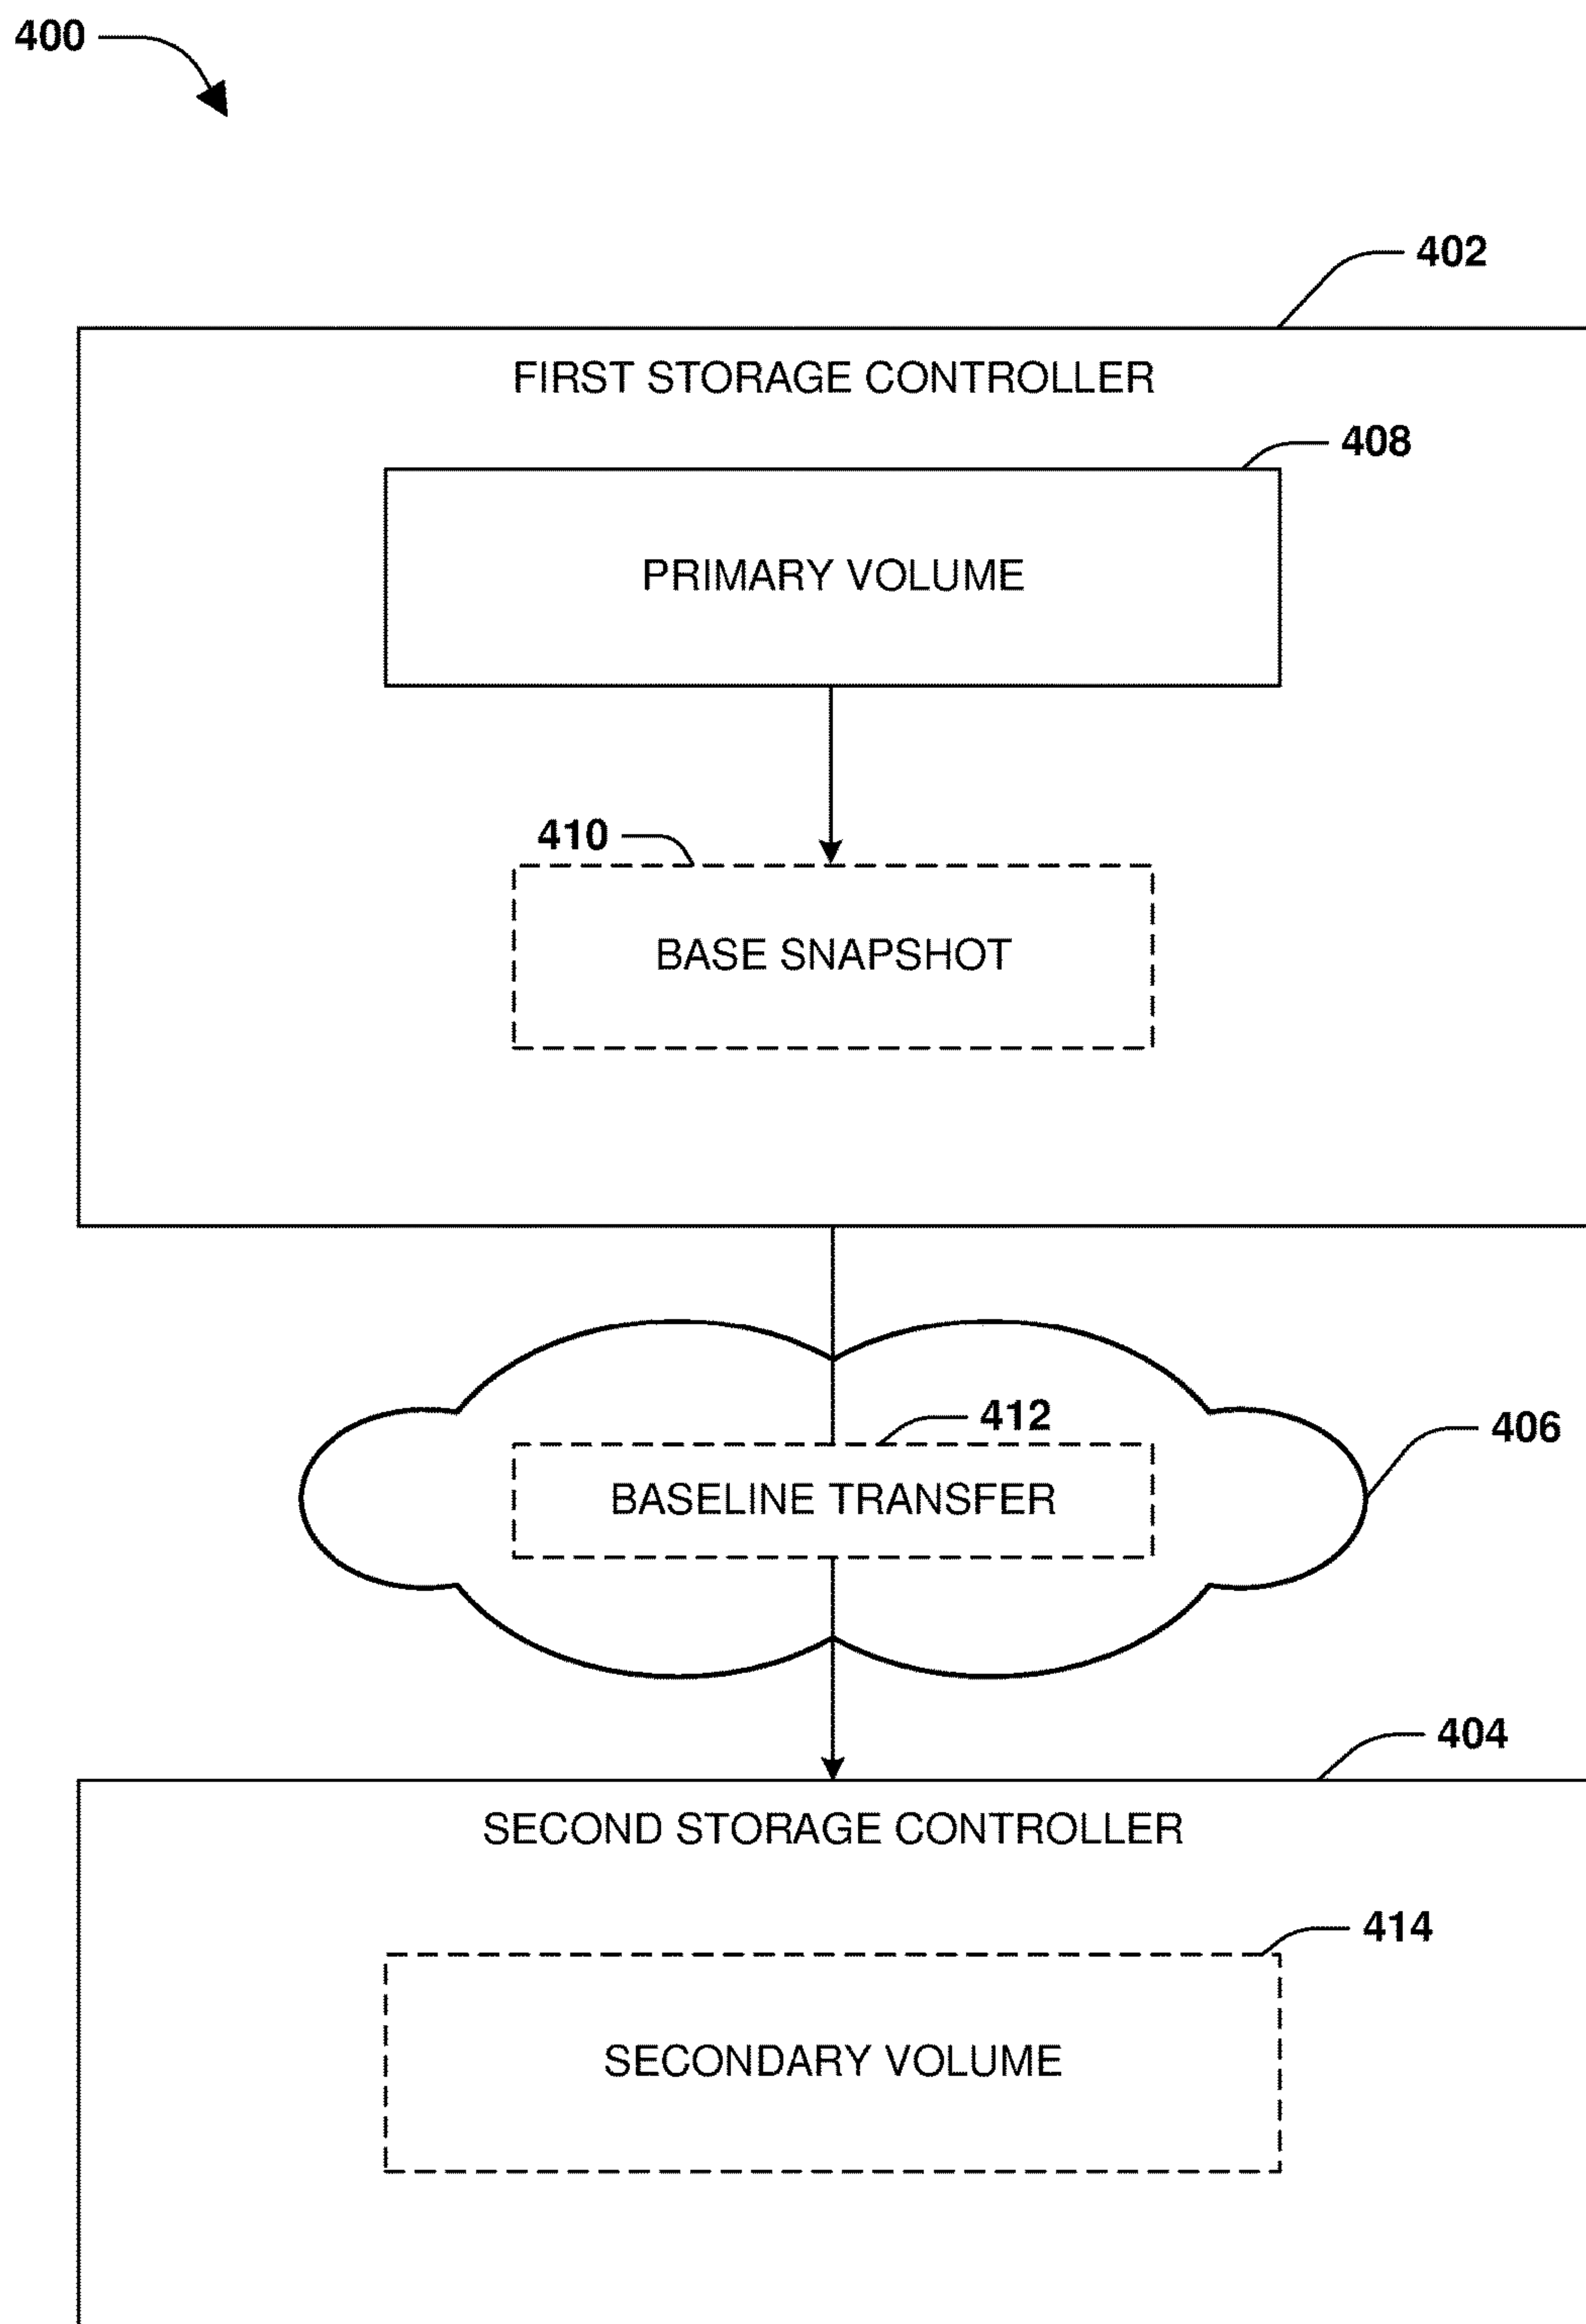 400
402
FIRST STORAGE CONTROLLER
408
PRIMARY VOLUME
410
BASE SNAPSHOT
412
406
BASELINE TRANSFER
404
SECOND STORAGE CONTROLLER
414
SECONDARY VOLUME